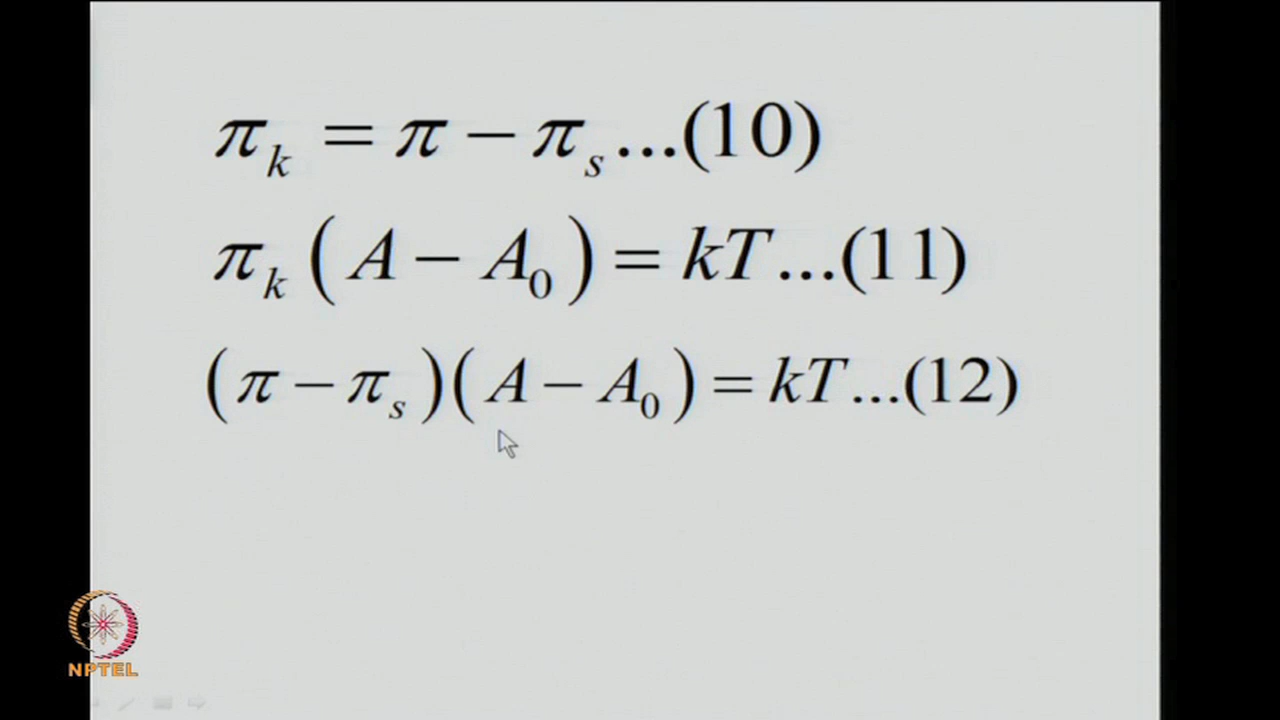 π_k = π − π_s ...(10)
π_k (A − A_0) = kT ...(11)
(π − π_s)(A − A_0) = kT ...(12)
NPTEL